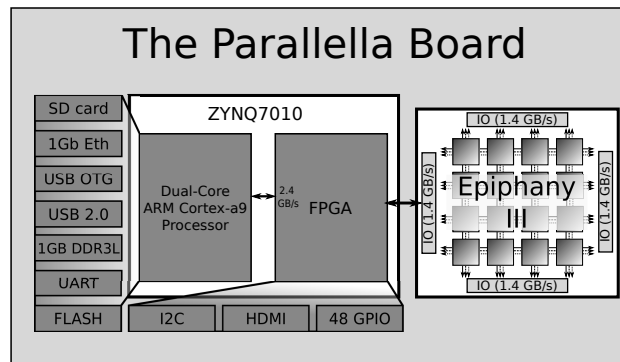 The Parallella Board
SD card
1Gb Eth
USB OTG
USB 2.0
1GB DDR3L
UART
FLASH
ZYNQ7010
Dual-Core
ARM Cortex-a9
Processor
2.4
GB/s
FPGA
I2C
HDMI
48 GPIO
IO (1.4 GB/s)
IO (1.4 GB/s)
Epiphany
III
IO (1.4 GB/s)
IO (1.4 GB/s)